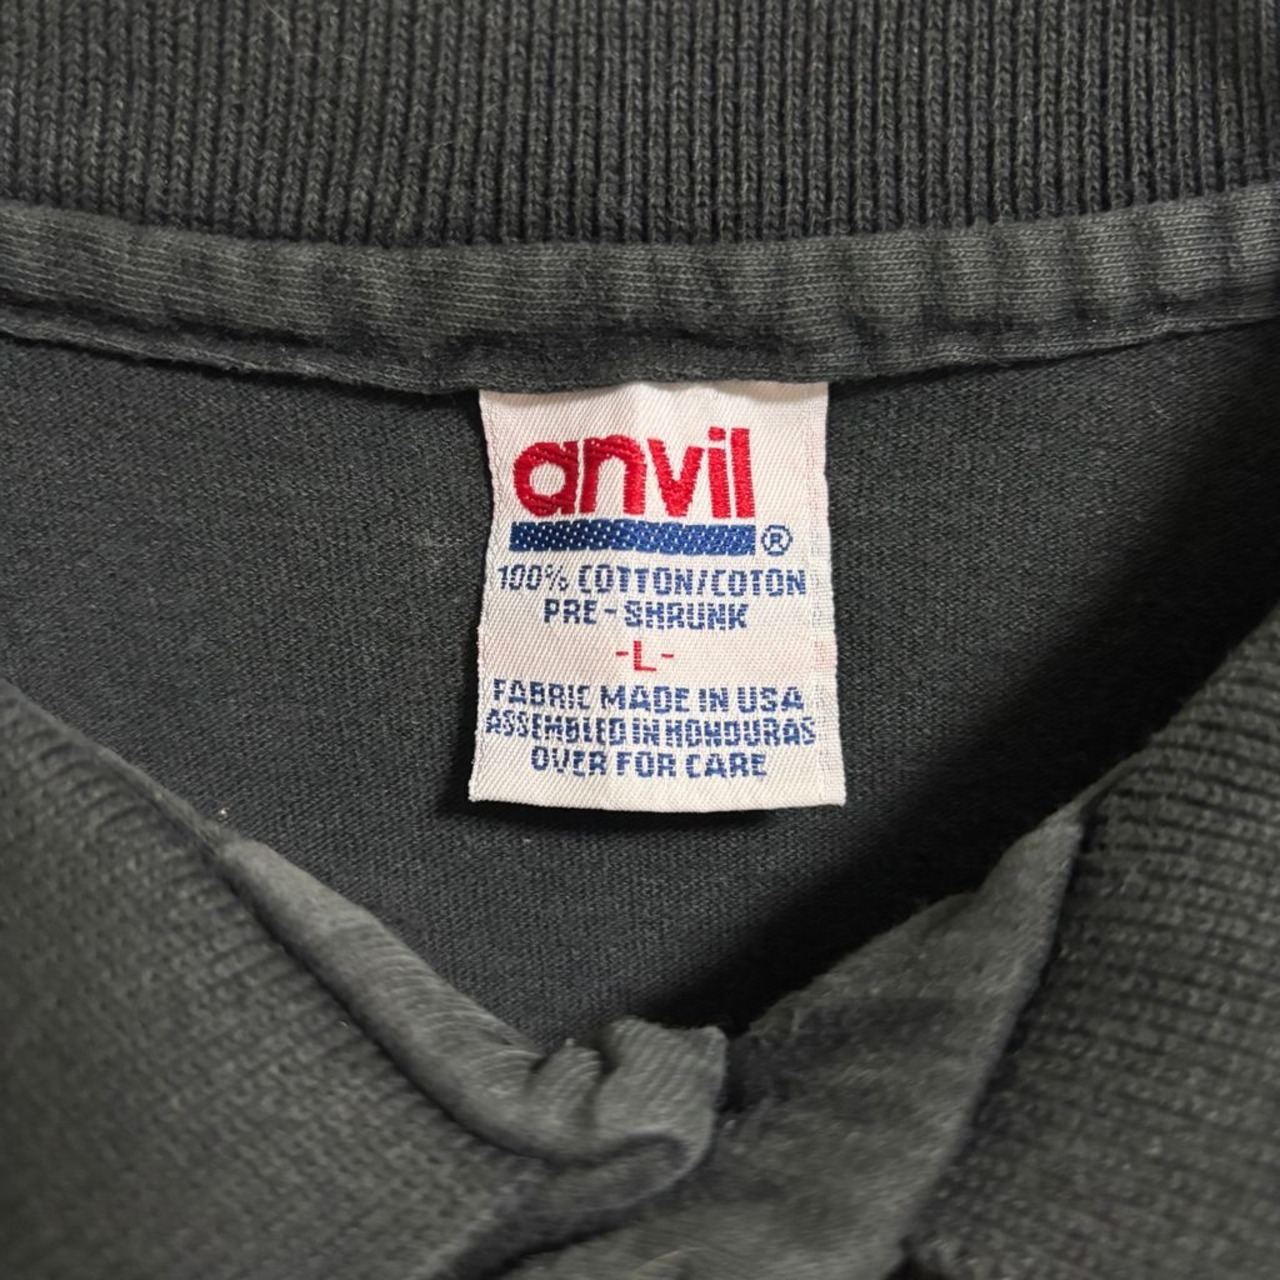 anvil®
100% COTTON/COTON
PRE-SHRUNK
-L-
FABRIC MADE IN USA
ASSEMBLED IN HONDURAS
OVER FOR CARE